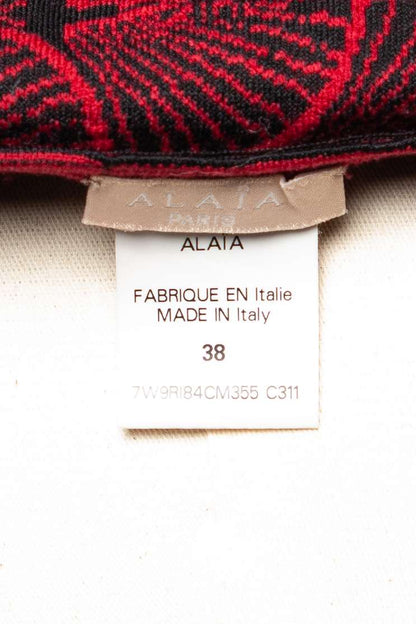 ALAÏA
PARIS
ALAÏA
FABRIQUE EN Italie
MADE IN Italy
38
7W9RI84CM355 C311